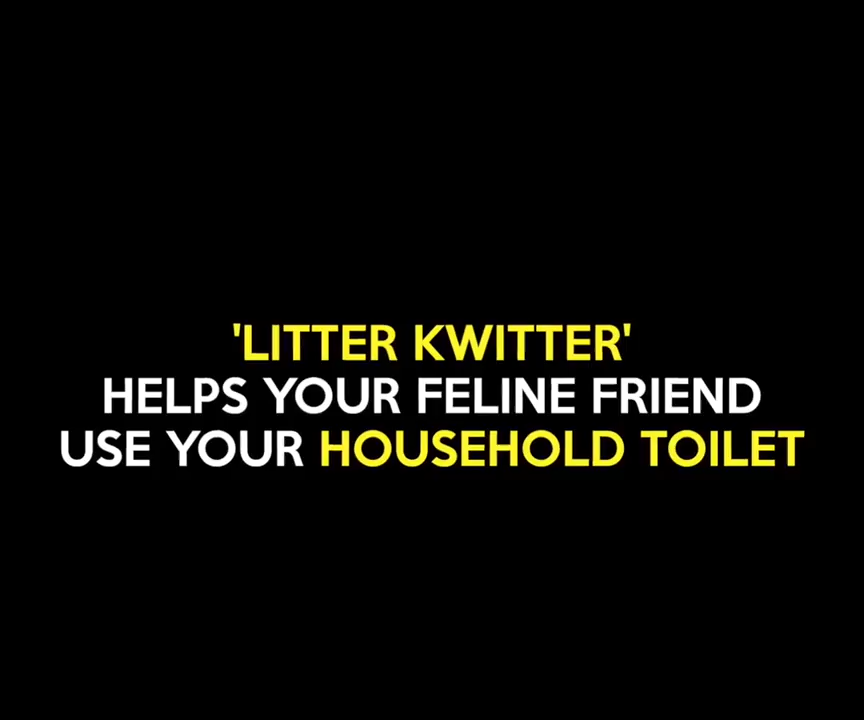 'LITTER KWITTER'
HELPS YOUR FELINE FRIEND
USE YOUR HOUSEHOLD TOILET